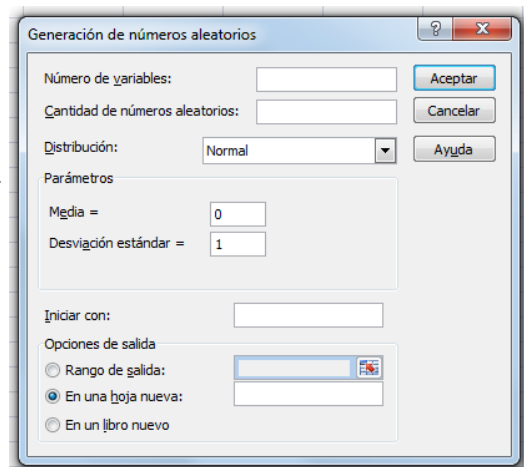 Generación de números aleatorios
Número de variables:
Aceptar
Cantidad de números aleatorios:
Cancelar
Distribución:
Normal
Ayuda
Parámetros
Media =
0
Desviación estándar =
1
Iniciar con:
Opciones de salida
Rango de salida:
En una hoja nueva:
En un libro nuevo